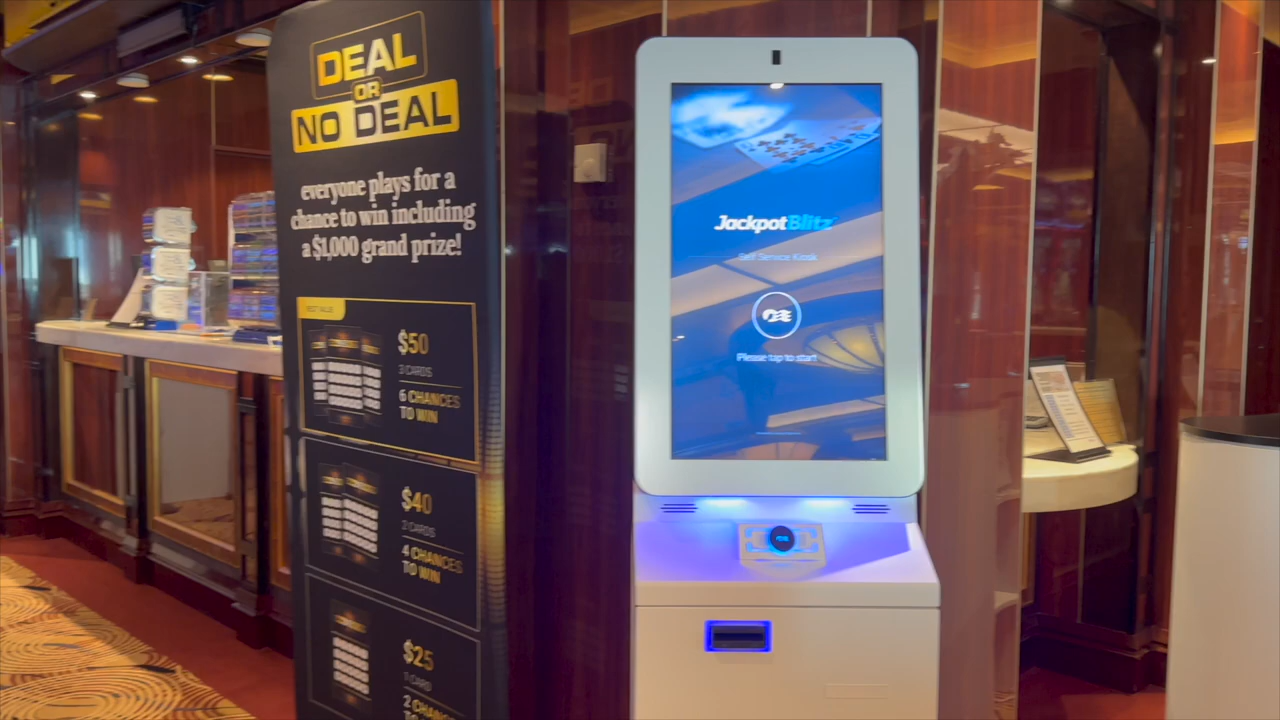 DEAL
OR
NO DEAL
everyone plays for a
chance to win including
a $1,000 grand prize!
BEST VALUE
$50
3 CARDS
6 CHANCES
TO WIN
$40
2 CARDS
4 CHANCES
TO WIN
$25
1 CARD
2 CHANCES
JackpotBlitz
Self Service Kiosk
Please tap to start